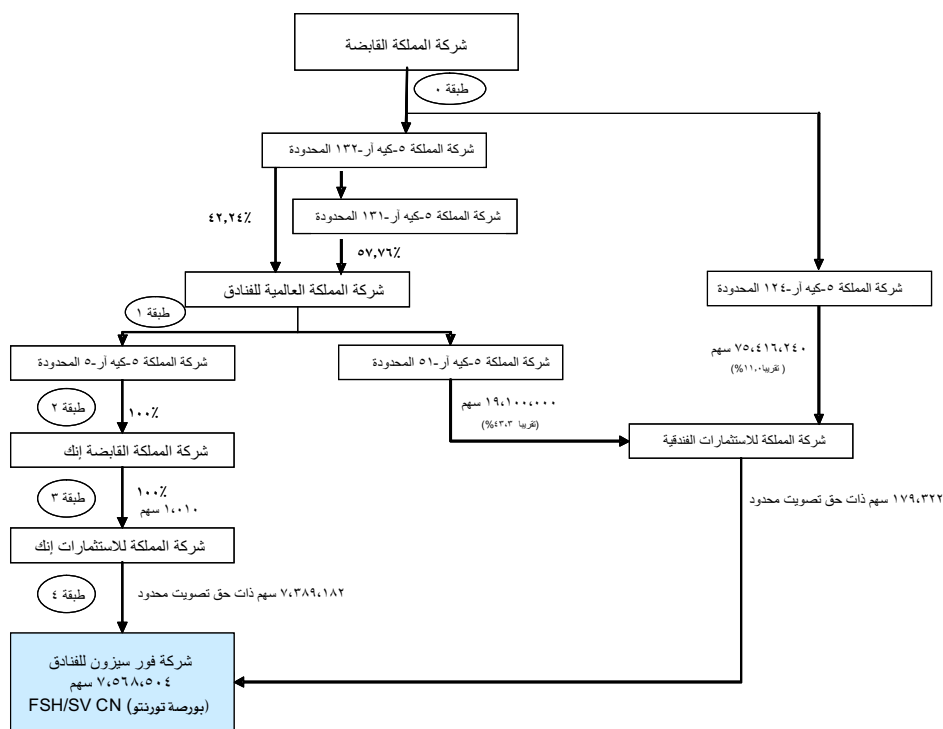 شركة المملكة القابضة
طبقة ٠
شركة المملكة ٥-كيه آر-١٣٢ المحدودة
٤٢,٢٤٪
شركة المملكة ٥-كيه آر-١٣١ المحدودة
٥٧,٧٦٪
شركة المملكة العالمية للفنادق
شركة المملكة ٥-كيه آر-١٢٤ المحدودة
طبقة ١
شركة المملكة ٥-كيه آر-٥ المحدودة
شركة المملكة ٥-كيه آر-٥١ المحدودة
٧٥،٤١٦،٢٤٠ سهم
(تقريبا ١١,٠%)
طبقة ٢
١٠٠٪
١٩،١٠٠،٠٠٠ سهم
(تقريبا ٤٣،٣%)
شركة المملكة القابضة إنك
شركة المملكة للاستثمارات الفندقية
طبقة ٣
١٠٠٪
١،٠١٠ سهم
١٧٩،٣٢٢ سهم ذات حق تصويت محدود
شركة المملكة للاستثمارات إنك
طبقة ٤
٧،٣٨٩،١٨٢ سهم ذات حق تصويت محدود
شركة فور سيزون للفنادق
٧،٥٦٨،٥٠٤ سهم
FSH/SV CN (بورصة تورنتو)